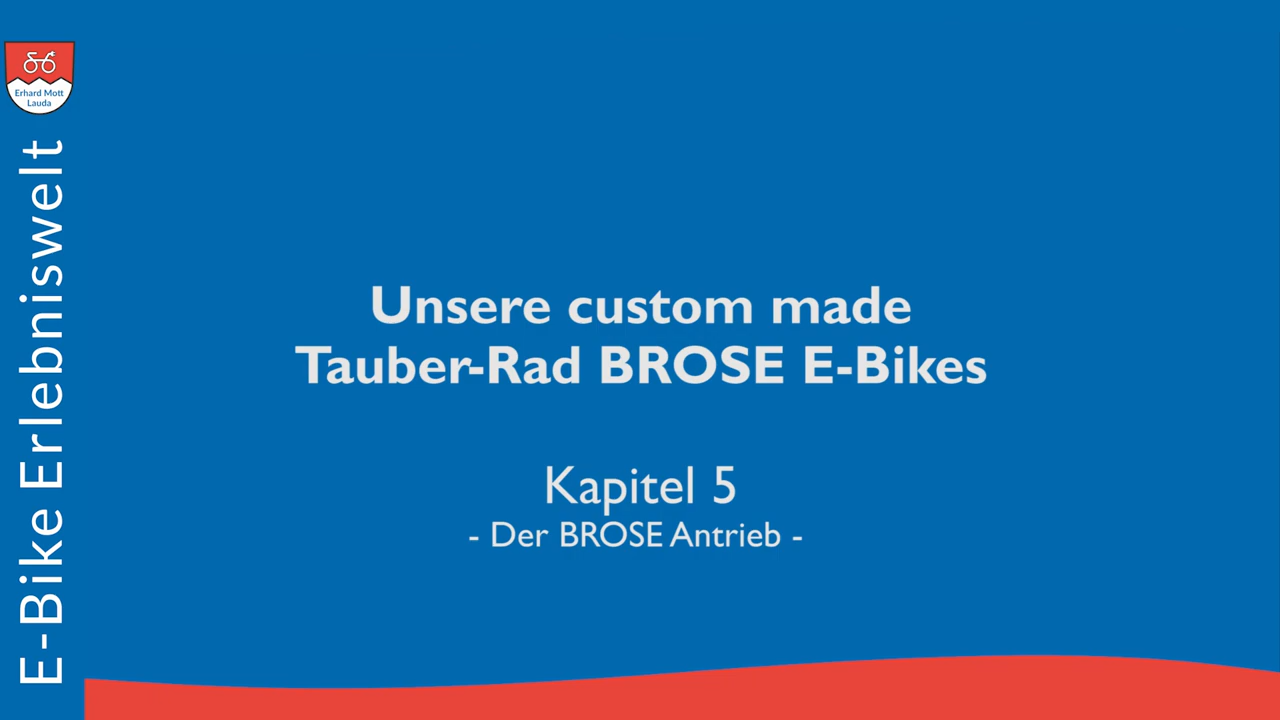 Erhard Mott
Lauda
E-Bike Erlebniswelt
Unsere custom made
Tauber-Rad BROSE E-Bikes
Kapitel 5
- Der BROSE Antrieb -